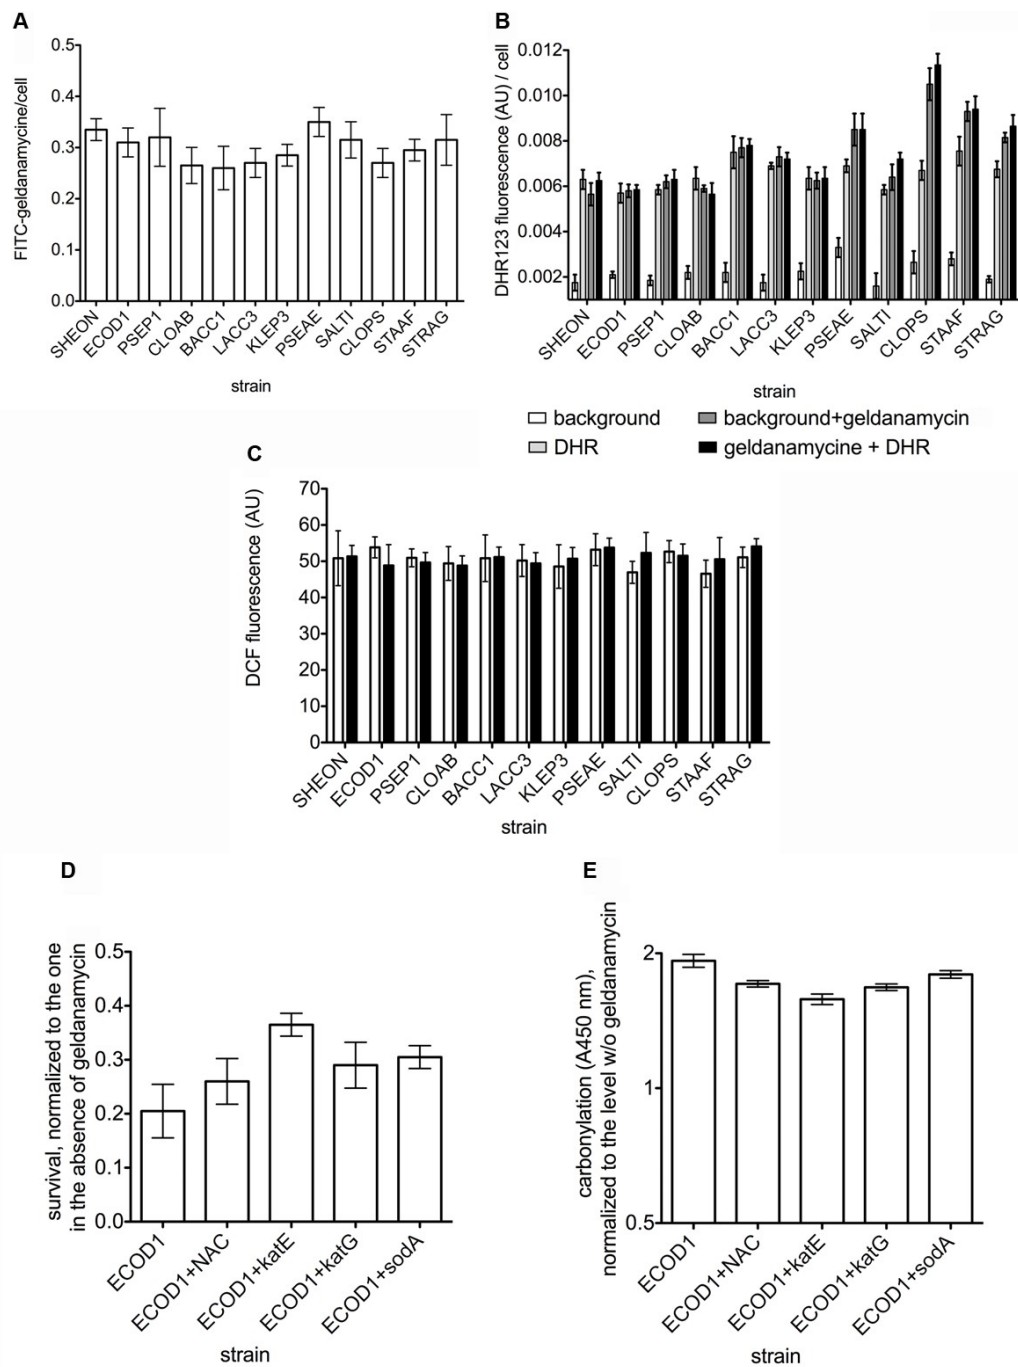 A
FITC-geldanamycine/cell
0.5
0.4
0.3
0.2
0.1
0.0
SHEON
ECOD1
PSEP1
CLOAB
BACC1
LACC3
KLEP3
PSEAE
SALTI
CLOPS
STAAF
STRAG
strain
B
DHR123 fluorescence (AU) / cell
0.012
0.010
0.008
0.006
0.004
0.002
SHEON
ECOD1
PSEP1
CLOAB
BACC1
LACC3
KLEP3
PSEAE
SALTI
CLOPS
STAAF
STRAG
strain
background
background+geldanamycin
DHR
geldanamycine + DHR
C
DCF fluorescence (AU)
70
60
50
40
30
20
10
0
SHEON
ECOD1
PSEP1
CLOAB
BACC1
LACC3
KLEP3
PSEAE
SALTI
CLOPS
STAAF
STRAG
strain
D
survival, normalized to the one
in the absence of geldanamycin
0.5
0.4
0.3
0.2
0.1
0.0
ECOD1
ECOD1+NAC
ECOD1+katE
ECOD1+katG
ECOD1+sodA
strain
E
carbonylation (A450 nm),
normalized to the level w/o geldanamycin
2
1
0.5
ECOD1
ECOD1+NAC
ECOD1+katE
ECOD1+katG
ECOD1+sodA
strain